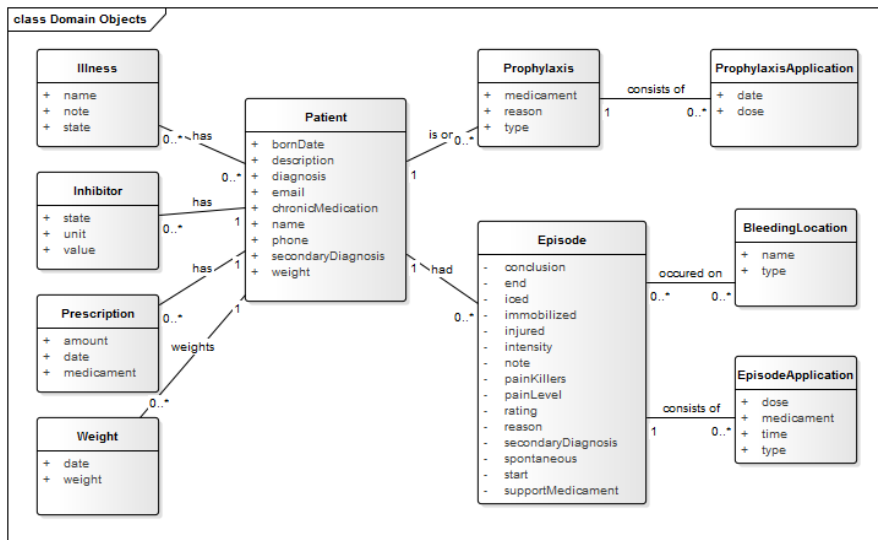 class Domain Objects
Illness
+ name
+ note
+ state
has
0..*
0..*
Inhibitor
+ state
+ unit
+ value
has
0..*
1
Prescription
+ amount
+ date
+ medicament
has
0..*
1
Weight
+ date
+ weight
weights
0..*
1
Patient
+ bornDate
+ description
+ diagnosis
+ email
+ chronicMedication
+ name
+ phone
+ secondaryDiagnosis
+ weight
is or
1
0..*
had
1
0..*
Prophylaxis
+ medicament
+ reason
+ type
consists of
1
0..*
ProphylaxisApplication
+ date
+ dose
Episode
- conclusion
- end
- iced
- immobilized
- injured
- intensity
- note
- painKillers
- painLevel
- rating
- reason
- secondaryDiagnosis
- spontaneous
- start
- supportMedicament
occured on
0..*
0..*
BleedingLocation
+ name
+ type
consists of
1
0..*
EpisodeApplication
+ dose
+ medicament
+ time
+ type